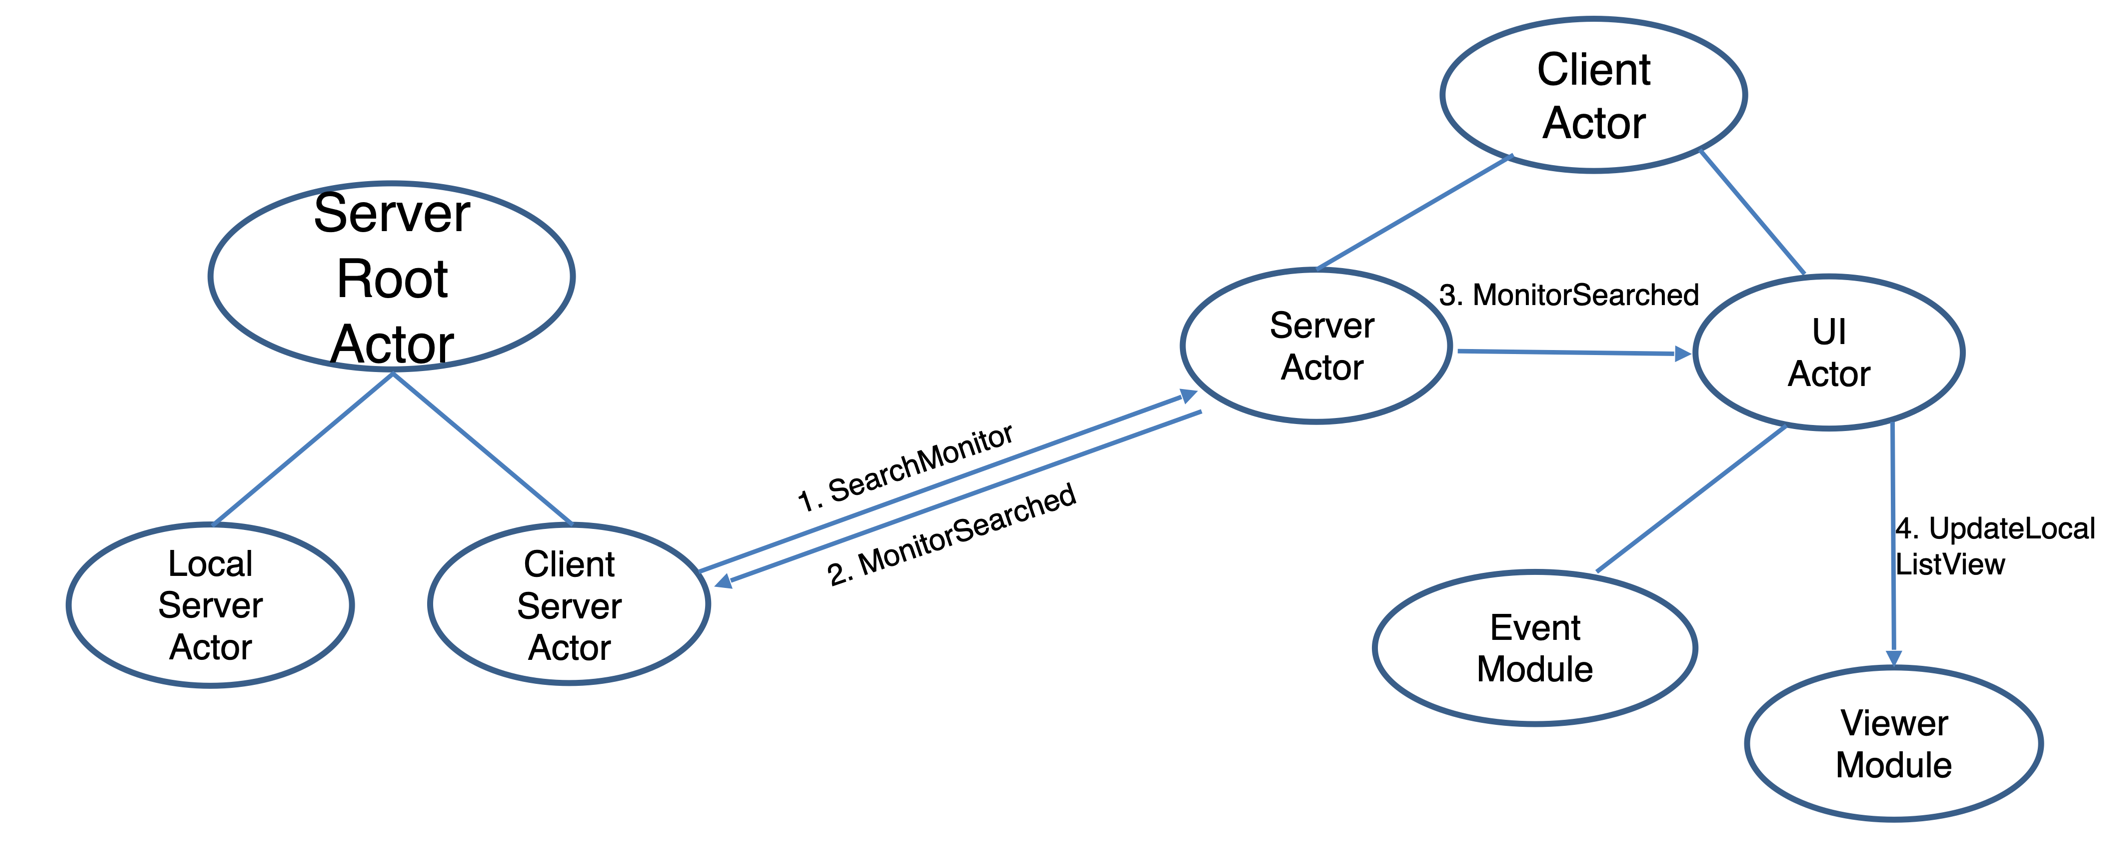 Client
Actor
Server
Root
Actor
3. MonitorSearched
Server
Actor
UI
Actor
1. SearchMonitor
2. MonitorSearched
4. UpdateLocal
ListView
Local
Server
Actor
Client
Server
Actor
Event
Module
Viewer
Module